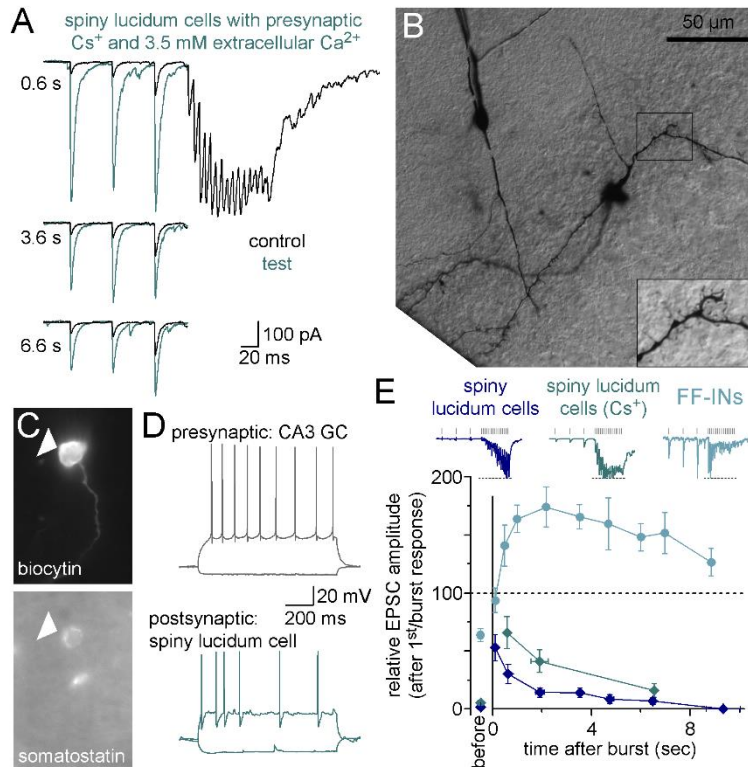 A
spiny lucidum cells with presynaptic
Cs⁺ and 3.5 mM extracellular Ca²⁺
0.6 s
3.6 s
control
test
6.6 s
100 pA
20 ms
B
50 µm
C
biocytin
somatostatin
D
presynaptic: CA3 GC
20 mV
200 ms
postsynaptic:
spiny lucidum cell
E
spiny
lucidum cells
spiny lucidum
cells (Cs⁺)
FF-INs
relative EPSC amplitude
(after 1ˢᵗ/burst response)
200
100
0
before
0 4 8
time after burst (sec)